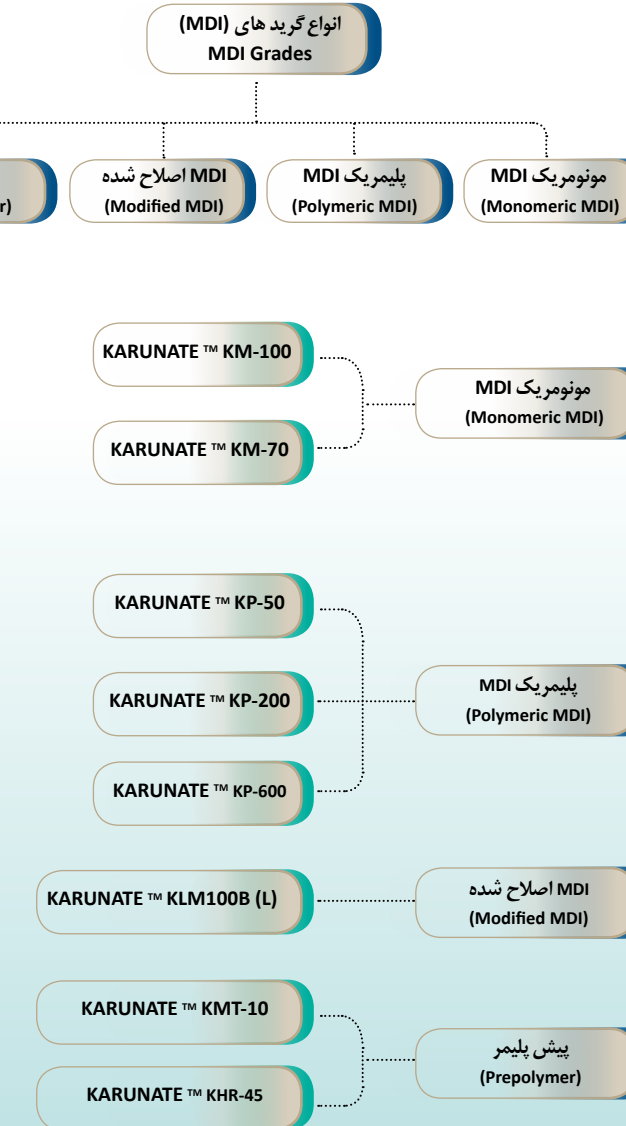 انواع گرید های (MDI)
MDI Grades
مونومریک MDI
(Monomeric MDI)
پلیمریک MDI
(Polymeric MDI)
MDI اصلاح شده
(Modified MDI)
r)
مونومریک MDI
(Monomeric MDI)
KARUNATE ™ KM-100
KARUNATE ™ KM-70
پلیمریک MDI
(Polymeric MDI)
KARUNATE ™ KP-50
KARUNATE ™ KP-200
KARUNATE ™ KP-600
MDI اصلاح شده
(Modified MDI)
KARUNATE ™ KLM100B (L)
پیش پلیمر
(Prepolymer)
KARUNATE ™ KMT-10
KARUNATE ™ KHR-45